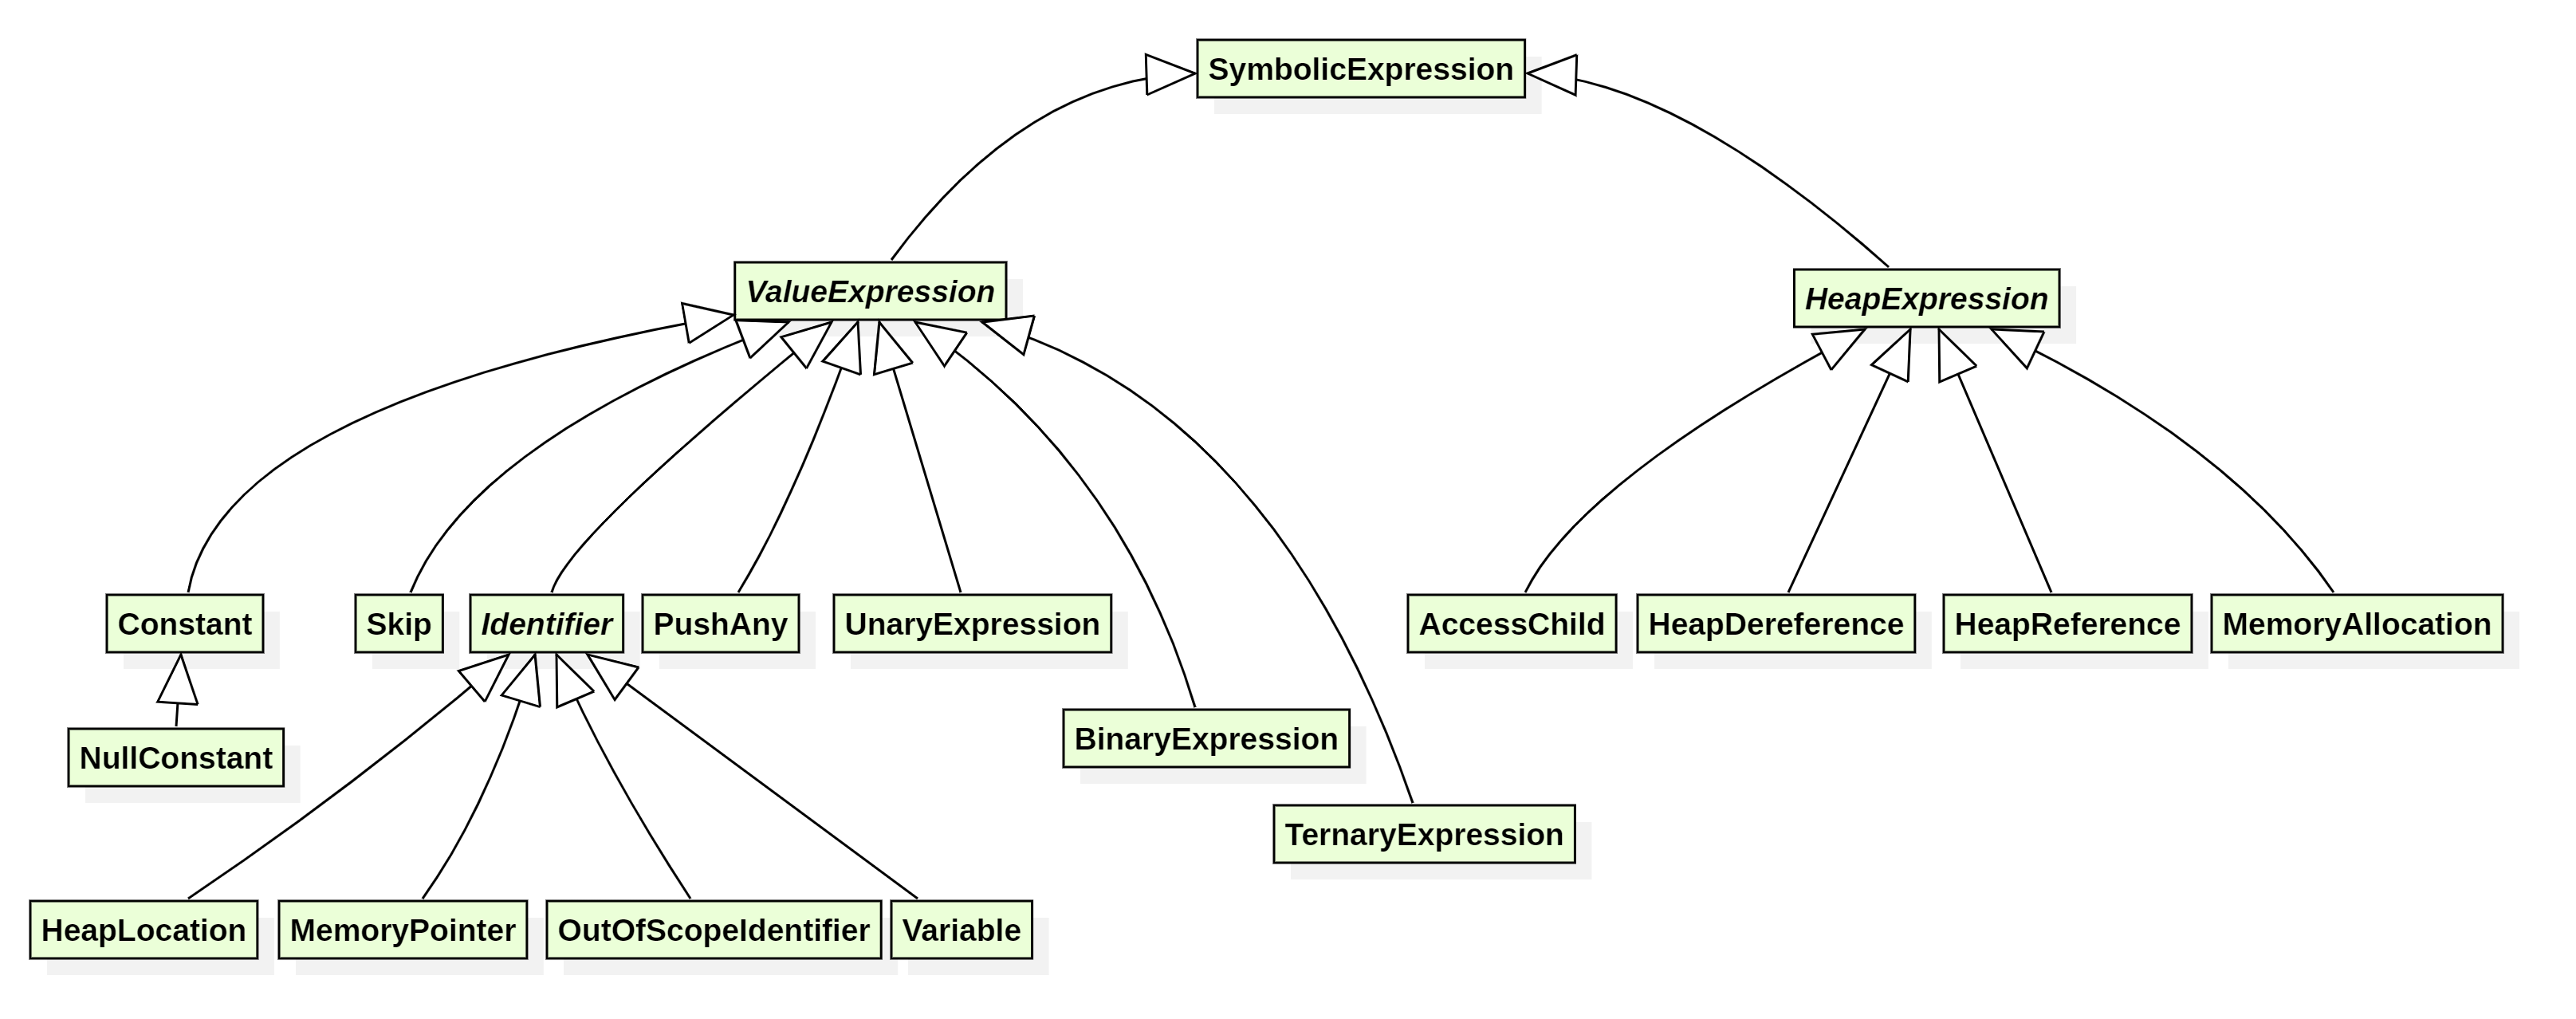 SymbolicExpression
ValueExpression
HeapExpression
Constant
Skip
Identifier
PushAny
UnaryExpression
AccessChild
HeapDereference
HeapReference
MemoryAllocation
BinaryExpression
NullConstant
TernaryExpression
HeapLocation
MemoryPointer
OutOfScopeIdentifier
Variable